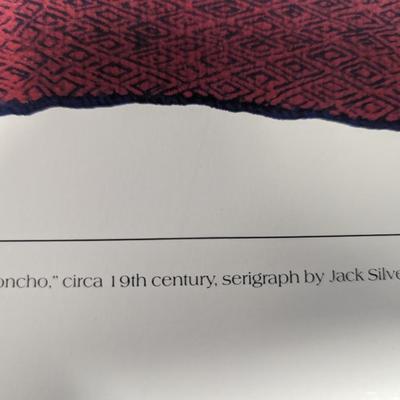 oncho,” circa 19th century, serigraph by Jack Silve